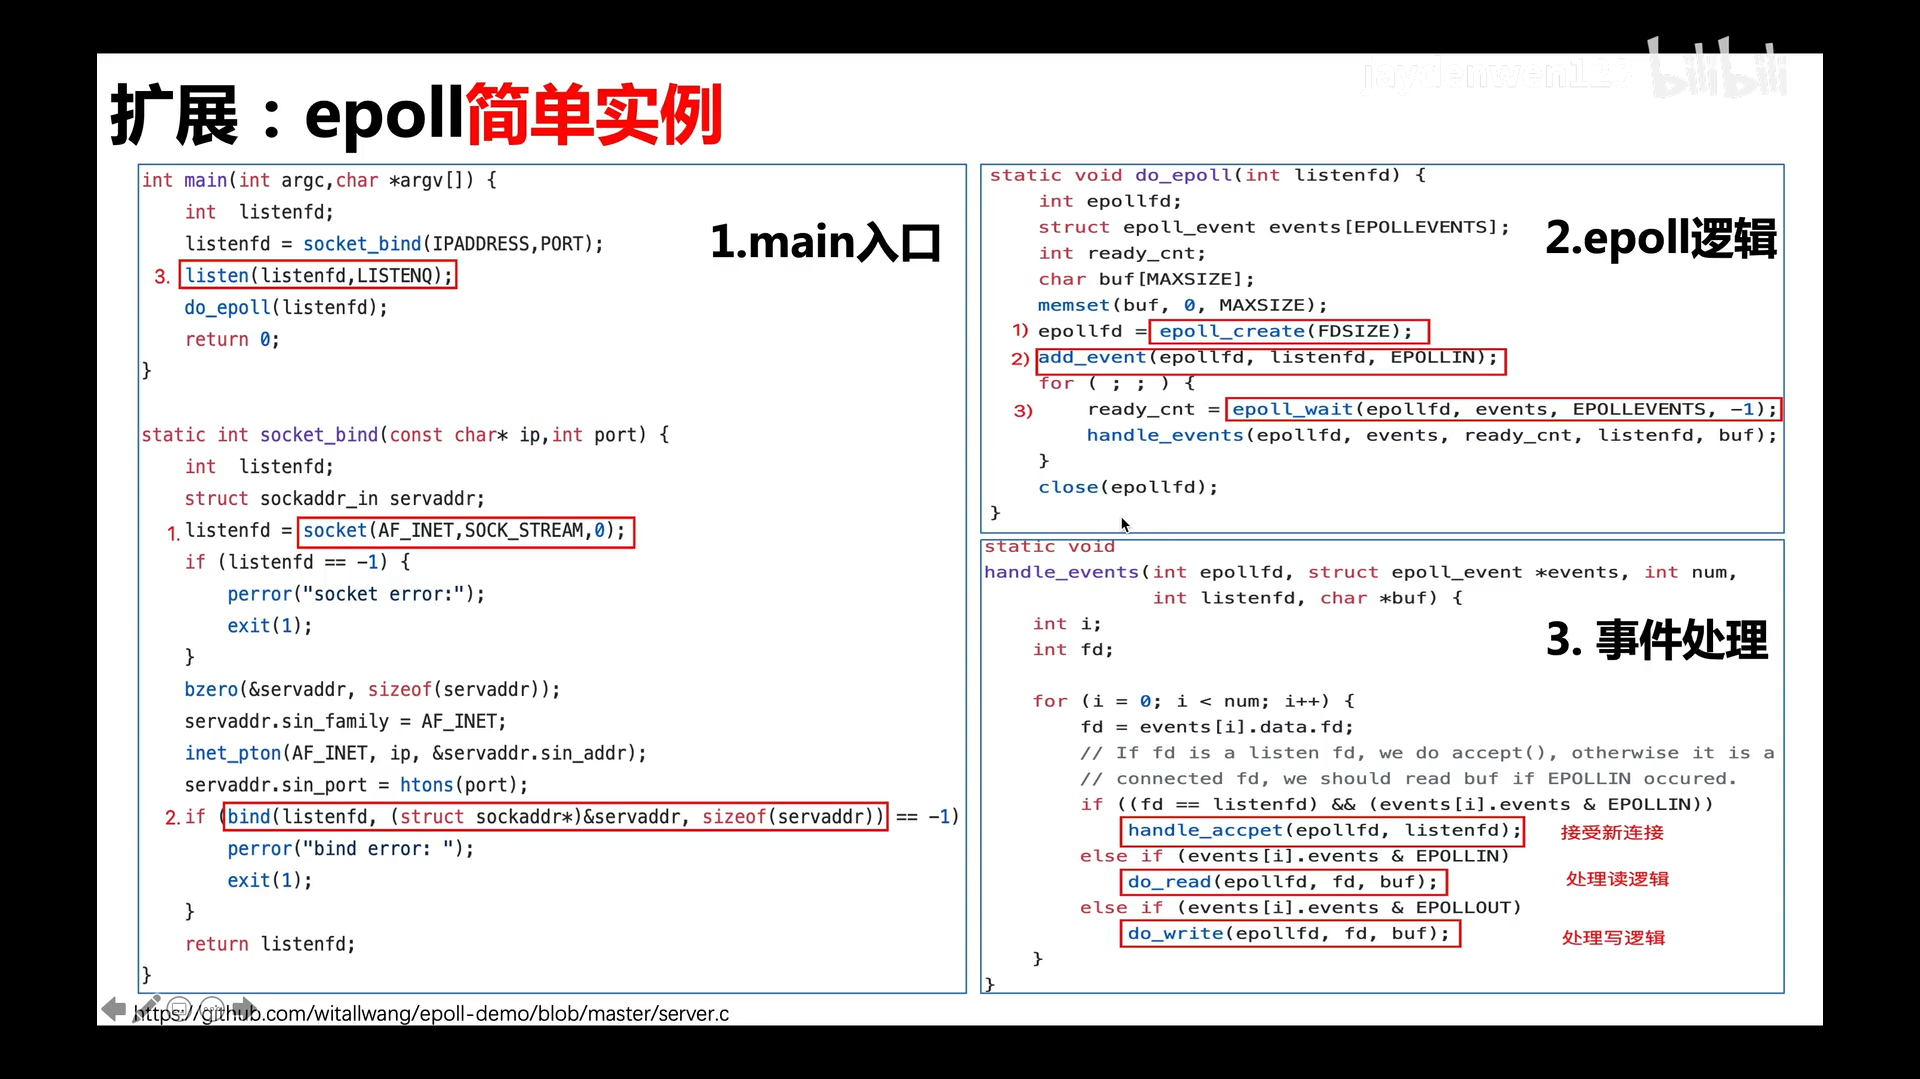 jaydenwen123 bilibili
扩展：epoll简单实例
1.main入口
int main(int argc,char *argv[]) {
int  listenfd;
listenfd = socket_bind(IPADDRESS,PORT);
3. listen(listenfd,LISTENQ);
do_epoll(listenfd);
return 0;
}
static int socket_bind(const char* ip,int port) {
int  listenfd;
struct sockaddr_in servaddr;
1. listenfd = socket(AF_INET,SOCK_STREAM,0);
if (listenfd == -1) {
perror("socket error:");
exit(1);
}
bzero(&servaddr, sizeof(servaddr));
servaddr.sin_family = AF_INET;
inet_pton(AF_INET, ip, &servaddr.sin_addr);
servaddr.sin_port = htons(port);
2. if (bind(listenfd, (struct sockaddr*)&servaddr, sizeof(servaddr)) == -1)
perror("bind error: ");
exit(1);
}
return listenfd;
}
2.epoll逻辑
static void do_epoll(int listenfd) {
int epollfd;
struct epoll_event events[EPOLLEVENTS];
int ready_cnt;
char buf[MAXSIZE];
memset(buf, 0, MAXSIZE);
1) epollfd = epoll_create(FDSIZE);
2) add_event(epollfd, listenfd, EPOLLIN);
for ( ; ; ) {
3) ready_cnt = epoll_wait(epollfd, events, EPOLLEVENTS, -1);
handle_events(epollfd, events, ready_cnt, listenfd, buf);
}
close(epollfd);
}
3. 事件处理
static void
handle_events(int epollfd, struct epoll_event *events, int num,
int listenfd, char *buf) {
int i;
int fd;
for (i = 0; i < num; i++) {
fd = events[i].data.fd;
// If fd is a listen fd, we do accept(), otherwise it is a
// connected fd, we should read buf if EPOLLIN occured.
if ((fd == listenfd) && (events[i].events & EPOLLIN))
handle_accpet(epollfd, listenfd); 接受新连接
else if (events[i].events & EPOLLIN)
do_read(epollfd, fd, buf); 处理读逻辑
else if (events[i].events & EPOLLOUT)
do_write(epollfd, fd, buf); 处理写逻辑
}
}
https://github.com/witallwang/epoll-demo/blob/master/server.c